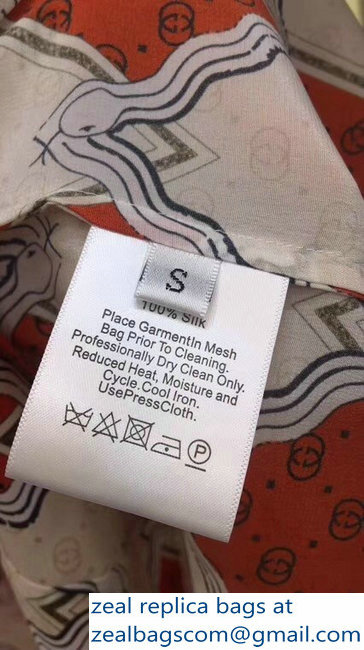 S
100% Silk
Place GarmentIn Mesh
Bag Prior To Cleaning.
Professionally Dry Clean Only.
Reduced Heat, Moisture and
Cycle.Cool Iron.
UsePressCloth.
P
zeal replica bags at
zealbagscom@gmail.com